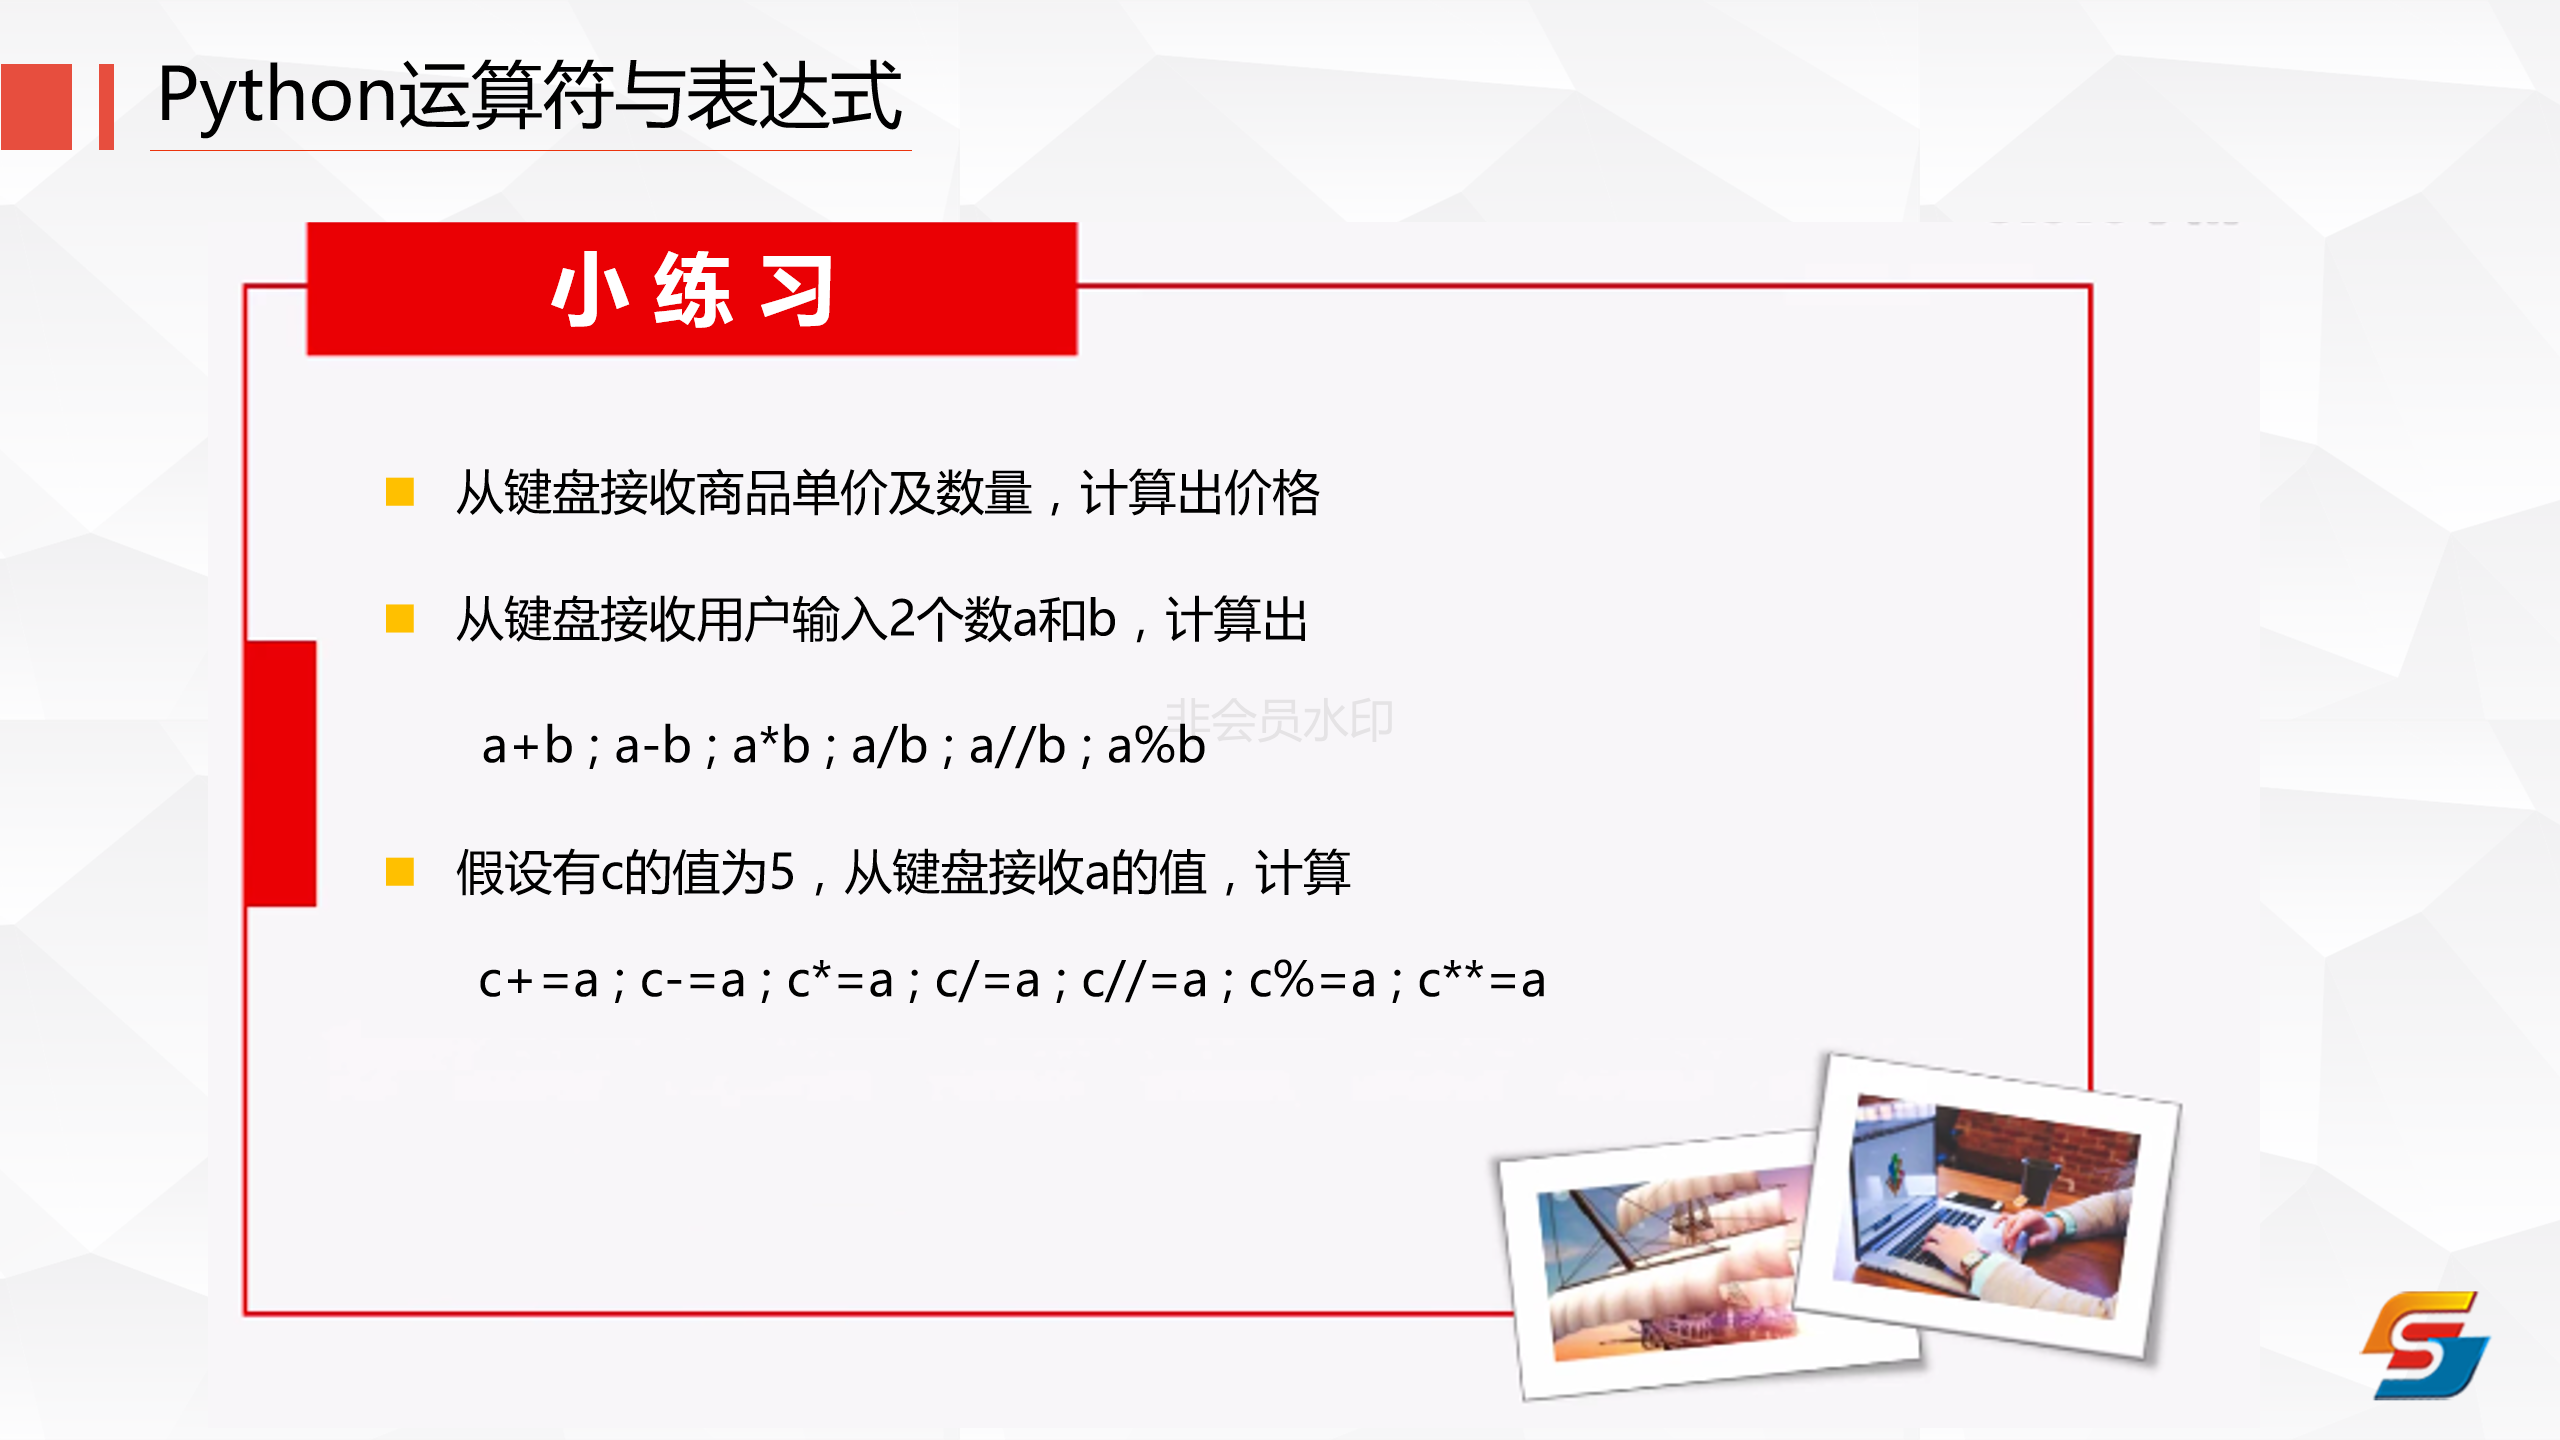 Python运算符与表达式
小 练 习
从键盘接收商品单价及数量，计算出价格
从键盘接收用户输入2个数a和b，计算出
非会员水印
a+b；a-b；a*b；a/b；a//b；a%b
假设有c的值为5，从键盘接收a的值，计算
c+=a；c-=a；c*=a；c/=a；c//=a；c%=a；c**=a